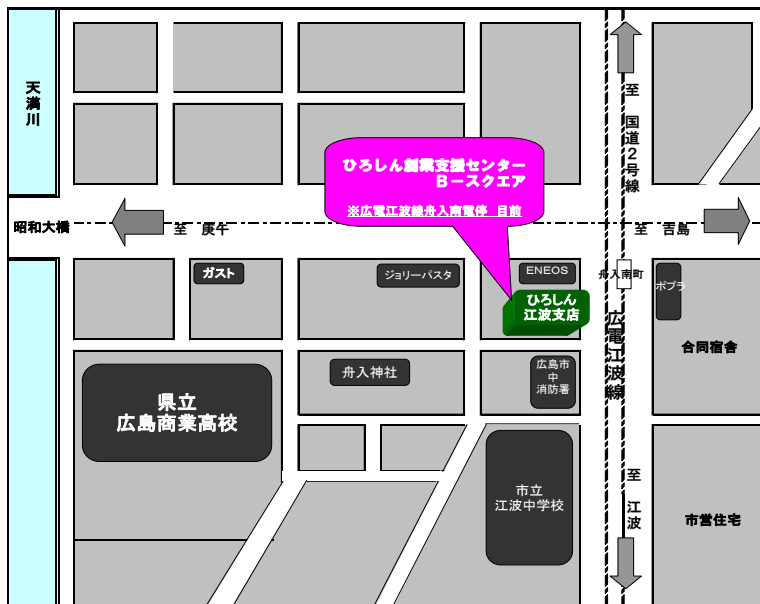 天満川
至 国道2号線
ひろしん創業支援センター
B－スクエア
※広電江波線舟入南電停 目前
昭和大橋
至 庚午
至 吉島
ガスト
ジョリーパスタ
ENEOS
舟入南町
ポプラ
ひろしん
江波支店
広電江波線
合同宿舎
舟入神社
広島市
中
消防署
県立
広島商業高校
市立
江波中学校
至 江波
市営住宅